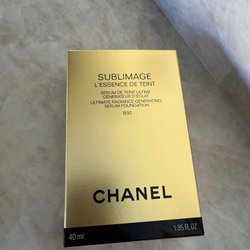 SUBLIMAGE
L'ESSENCE DE TEINT
SÉRUM DE TEINT ULTIME
GÉNÉRATEUR D'ÉCLAT
ULTIMATE RADIANCE-GENERATING
SERUM FOUNDATION
B30
CHANEL
40 ml
1.35 FL. OZ.